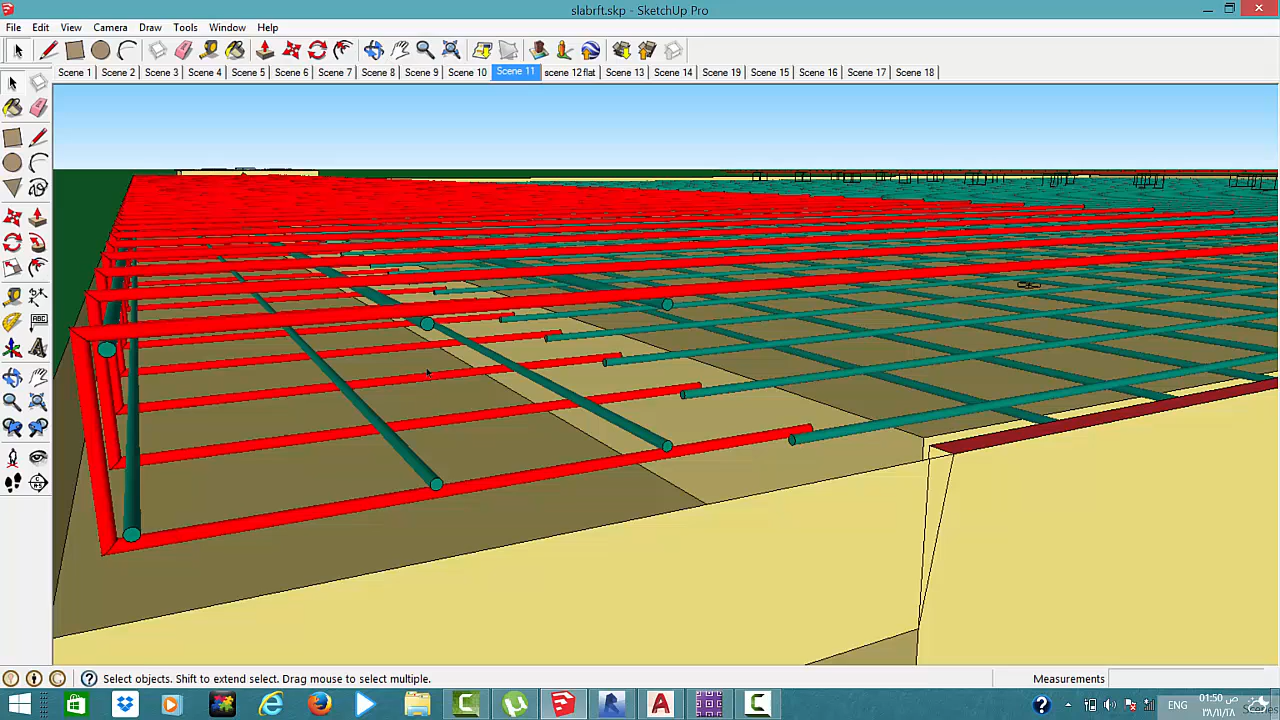 slabrft.skp - SketchUp Pro
File Edit View Camera Draw Tools Window Help
Scene 1 Scene 2 Scene 3 Scene 4 Scene 5 Scene 6 Scene 7 Scene 8 Scene 9 Scene 10 Scene 11 scene 12 flat Scene 13 Scene 14 Scene 19 Scene 15 Scene 16 Scene 17 Scene 18
ABC
Select objects. Shift to extend select. Drag mouse to select multiple.
Measurements
ENG
01:50 ص